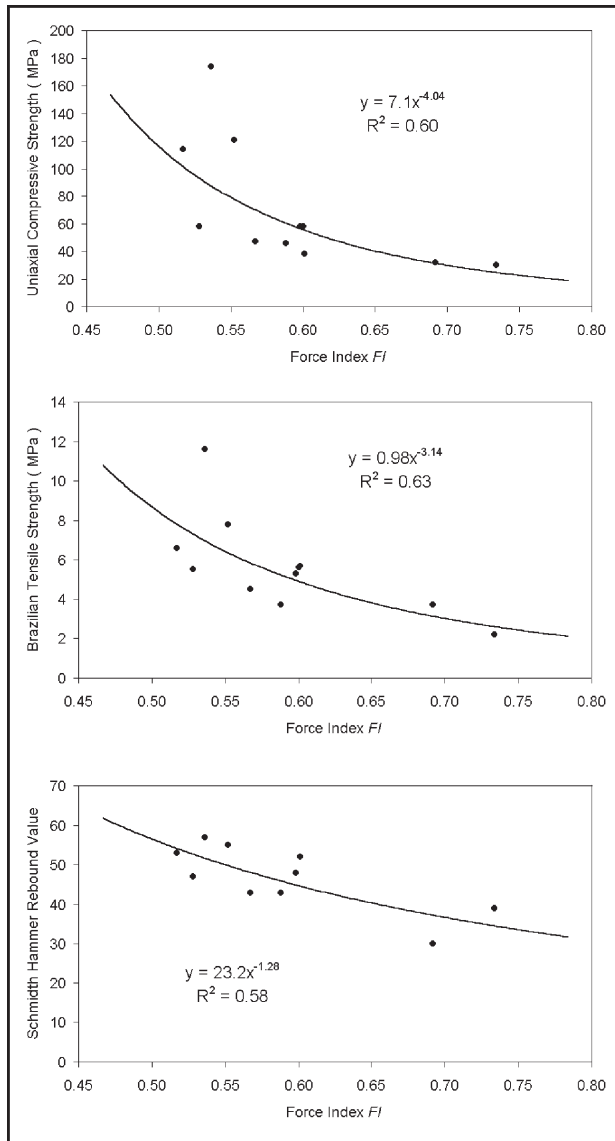 200
180
160
140
120
100
80
60
40
20
0
Uniaxial Compressive Strength ( MPa)
y = 7.1x^-4.04
R² = 0.60
0.45 0.50 0.55 0.60 0.65 0.70 0.75 0.80
Force Index FI
14
12
10
8
6
4
2
0
Brazilian Tensile Strength ( MPa)
y = 0.98x^-3.14
R² = 0.63
0.45 0.50 0.55 0.60 0.65 0.70 0.75 0.80
Force Index FI
70
60
50
40
30
20
10
0
Schmidth Hammer Rebound Value
y = 23.2x^-1.28
R² = 0.58
0.45 0.50 0.55 0.60 0.65 0.70 0.75 0.80
Force Index FI